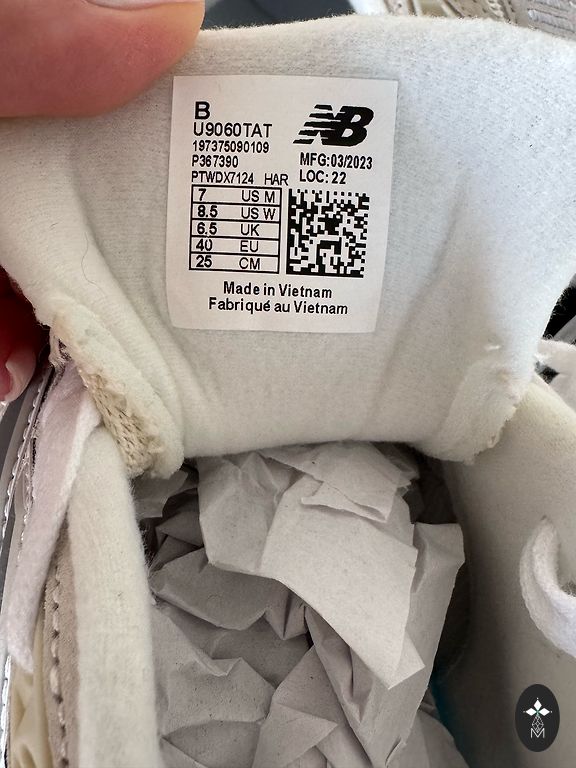 B
U9060TAT
197375090109
P367390
PTWDX7124 HAR
NB
MFG:03/2023
LOC: 22
7 US M
8.5 US W
6.5 UK
40 EU
25 CM
Made in Vietnam
Fabriqué au Vietnam
M